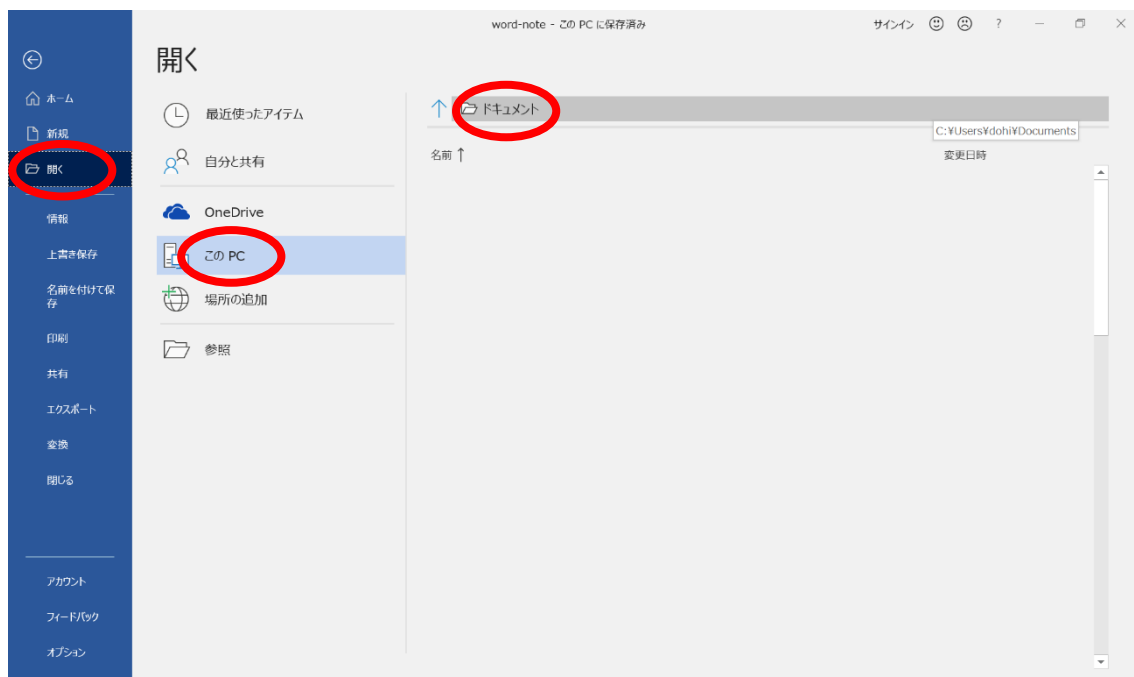 word-note - この PC に保存済み
サインイン
?
開く
ホーム
新規
開く
情報
上書き保存
名前を付けて保
存
印刷
共有
エクスポート
変換
閉じる
アカウント
フィードバック
オプション
最近使ったアイテム
自分と共有
OneDrive
この PC
場所の追加
参照
ドキュメント
C:¥Users¥dohi¥Documents
名前↑
変更日時